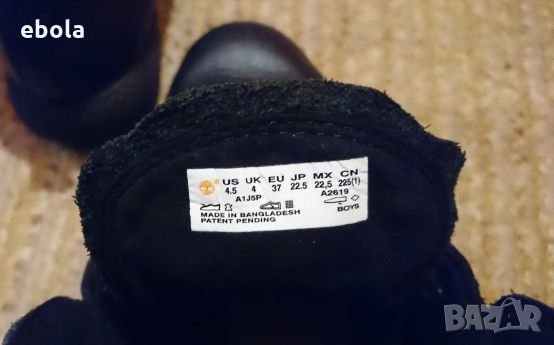 ebola
US UK EU JP MX CN
4.5 4 37 22.5 22,5 225(1)
A1J5P A2619
MADE IN BANGLADESH BOYS
PATENT PENDING
BAZAR